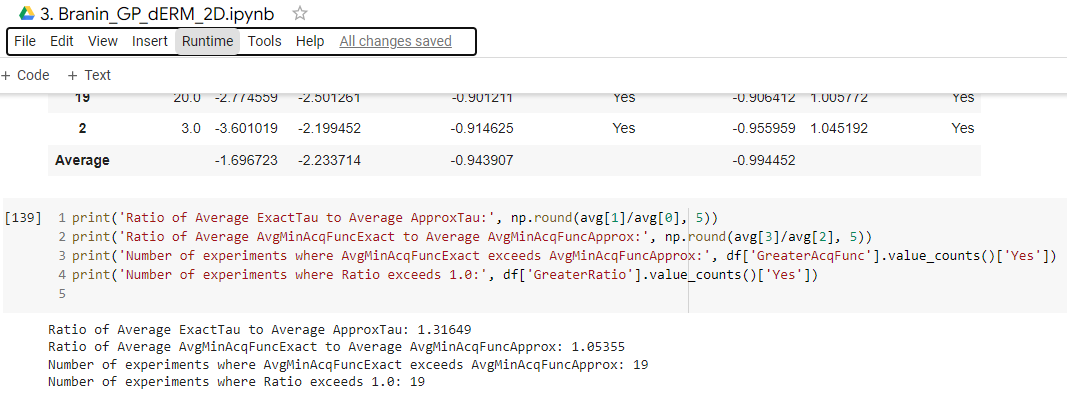 3. Branin_GP_dERM_2D.ipynb
File Edit View Insert Runtime Tools Help All changes saved
+ Code + Text
19 20.0 -2.774559 -2.501261 -0.901211 Yes -0.906412 1.005772 Yes
2 3.0 -3.601019 -2.199452 -0.914625 Yes -0.955959 1.045192 Yes
Average -1.696723 -2.233714 -0.943907 -0.994452
[139] 1 print('Ratio of Average ExactTau to Average ApproxTau:', np.round(avg[1]/avg[0], 5))
2 print('Ratio of Average AvgMinAcqFuncExact to Average AvgMinAcqFuncApprox:', np.round(avg[3]/avg[2], 5))
3 print('Number of experiments where AvgMinAcqFuncExact exceeds AvgMinAcqFuncApprox:', df['GreaterAcqFunc'].value_counts()['Yes'])
4 print('Number of experiments where Ratio exceeds 1.0:', df['GreaterRatio'].value_counts()['Yes'])
5
Ratio of Average ExactTau to Average ApproxTau: 1.31649
Ratio of Average AvgMinAcqFuncExact to Average AvgMinAcqFuncApprox: 1.05355
Number of experiments where AvgMinAcqFuncExact exceeds AvgMinAcqFuncApprox: 19
Number of experiments where Ratio exceeds 1.0: 19